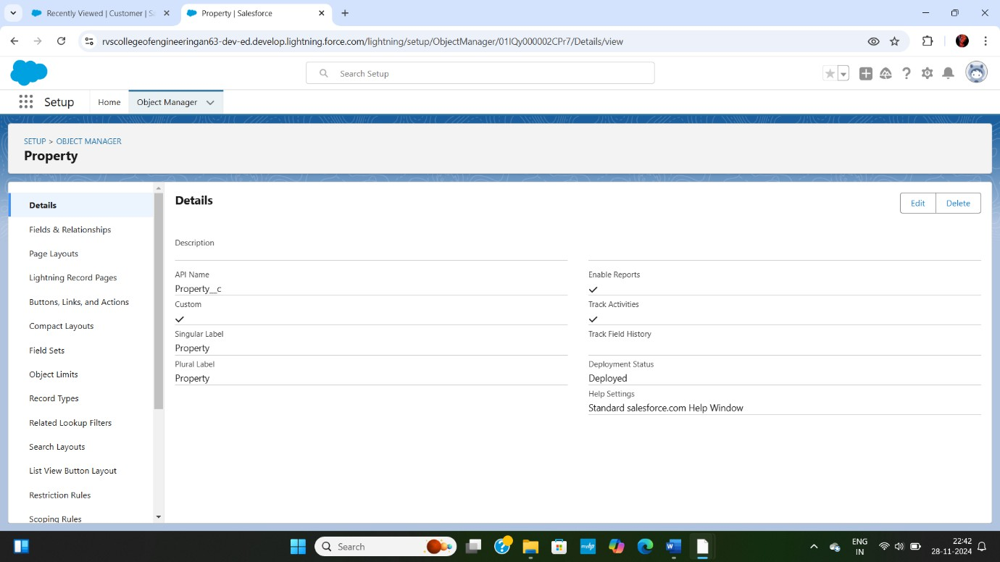 Recently Viewed | Customer | Sa
Property | Salesforce
rvscollegeofengineeringan63-dev-ed.develop.lightning.force.com/lightning/setup/ObjectManager/01IQy000002CPr7/Details/view
Search Setup
Setup
Home
Object Manager
SETUP > OBJECT MANAGER
Property
Details
Fields & Relationships
Page Layouts
Lightning Record Pages
Buttons, Links, and Actions
Compact Layouts
Field Sets
Object Limits
Record Types
Related Lookup Filters
Search Layouts
List View Button Layout
Restriction Rules
Scoping Rules
Details
Edit
Delete
Description
API Name
Property__c
Custom
Singular Label
Property
Plural Label
Property
Enable Reports
Track Activities
Track Field History
Deployment Status
Deployed
Help Settings
Standard salesforce.com Help Window
Search
myhp
ENG
IN
22:42
28-11-2024